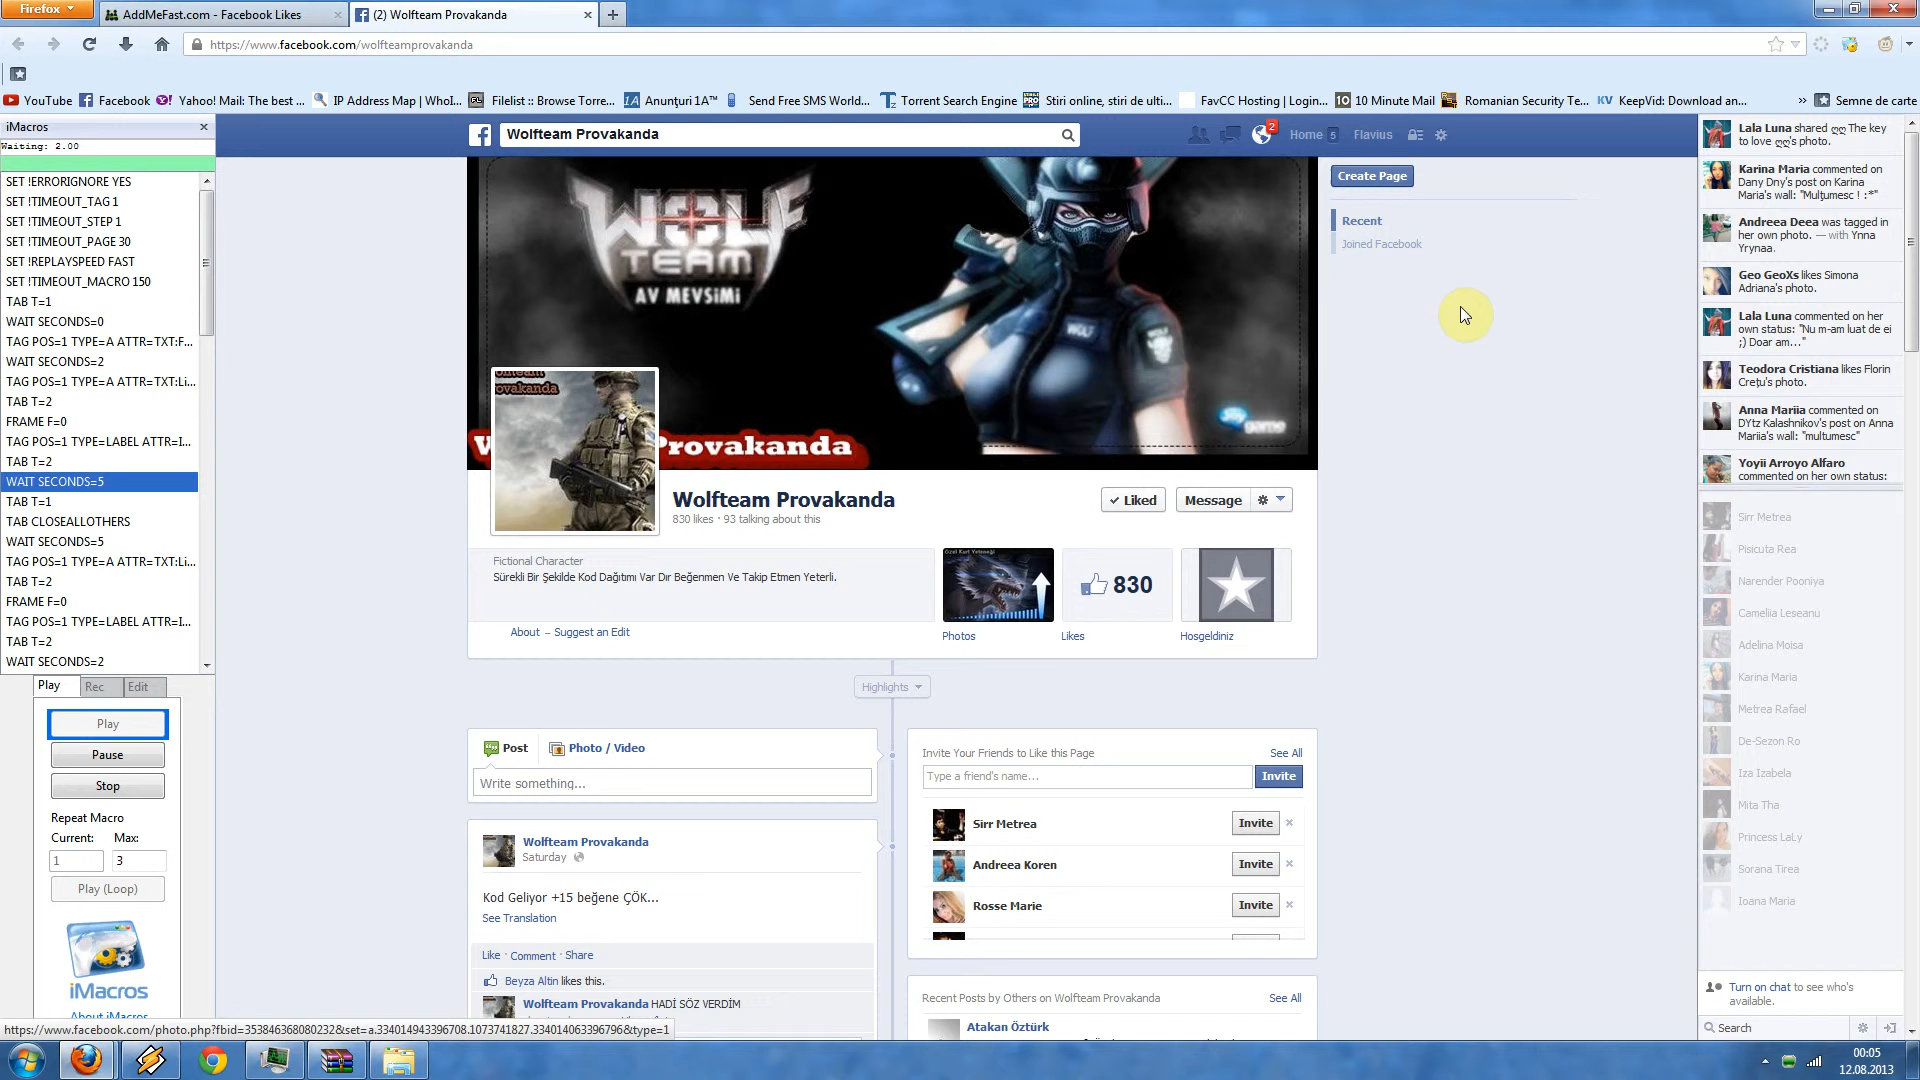 Firefox
AddMeFast.com - Facebook Likes
(2) Wolfteam Provakanda
https://www.facebook.com/wolfteamprovakanda
YouTube
Facebook
Yahoo! Mail: The best ...
IP Address Map | WhoI...
Filelist :: Browse Torre...
Anunţuri 1A™
Send Free SMS World...
Torrent Search Engine
Stiri online, stiri de ulti...
FavCC Hosting | Login...
10 Minute Mail
Romanian Security Te...
KeepVid: Download an...
Semne de carte
iMacros
Waiting: 2.00
SET !ERRORIGNORE YES
SET !TIMEOUT_TAG 1
SET !TIMEOUT_STEP 1
SET !TIMEOUT_PAGE 30
SET !REPLAYSPEED FAST
SET !TIMEOUT_MACRO 150
TAB T=1
WAIT SECONDS=0
TAG POS=1 TYPE=A ATTR=TXT:F...
WAIT SECONDS=2
TAG POS=1 TYPE=A ATTR=TXT:Li...
TAB T=2
FRAME F=0
TAG POS=1 TYPE=LABEL ATTR=I...
TAB T=2
WAIT SECONDS=5
TAB T=1
TAB CLOSEALLOTHERS
WAIT SECONDS=5
TAG POS=1 TYPE=A ATTR=TXT:Li...
TAB T=2
FRAME F=0
TAG POS=1 TYPE=LABEL ATTR=I...
TAB T=2
WAIT SECONDS=2
Play
Rec
Edit
Play
Pause
Stop
Repeat Macro
Current:
Max:
1
3
Play (Loop)
iMacros
About iMacros
Wolfteam Provakanda
2
Home 5
Flavius
WOLF
TEAM
AV MEVSiMi
WOLF
game
Provakanda
Create Page
Recent
Joined Facebook
Wolfteam Provakanda
830 likes · 93 talking about this
Liked
Message
Fictional Character
Sürekli Bir Şekilde Kod Dağıtımı Var Dır Beğenmen Ve Takip Etmen Yeterli.
About – Suggest an Edit
Özel Kurt Yeteneği
830
Photos
Likes
Hosgeldiniz
Highlights
Post
Photo / Video
Write something...
Wolfteam Provakanda
Saturday
Kod Geliyor +15 beğene ÇÖK...
See Translation
Like · Comment · Share
Beyza Altin likes this.
Wolfteam Provakanda HADİ SÖZ VERDİM
Invite Your Friends to Like this Page
See All
Type a friend's name...
Invite
Sirr Metrea
Invite
Andreea Koren
Invite
Rosse Marie
Invite
Recent Posts by Others on Wolfteam Provakanda
See All
Atakan Öztürk
Lala Luna shared ღღ The key
to love ღღ's photo.
Karina Maria commented on
Dany Dny's post on Karina
Maria's wall: "Mulţumesc ! :*"
Andreea Deea was tagged in
her own photo. — with Ynna
Yrynaa.
Geo GeoXs likes Simona
Adriana's photo.
Lala Luna commented on her
own status: "Nu m-am luat de ei
;) Doar am..."
Teodora Cristiana likes Florin
Creţu's photo.
Anna Mariia commented on
DYtz Kalashnikov's post on Anna
Mariia's wall: "multumesc"
Yoyii Arroyo Alfaro
commented on her own status:
Sirr Metrea
Pisicuta Rea
Narender Pooniya
Cameliia Leseanu
Adelina Moisa
Karina Maria
Metrea Rafael
De-Sezon Ro
Iza Izabela
Mita Tha
Princess LaLy
Sorana Tirea
Ioana Maria
Turn on chat to see who's
available.
Search
https://www.facebook.com/photo.php?fbid=353846368080232&set=a.334014943396708.1073741827.334014063396796&type=1
00:05
12.08.2013